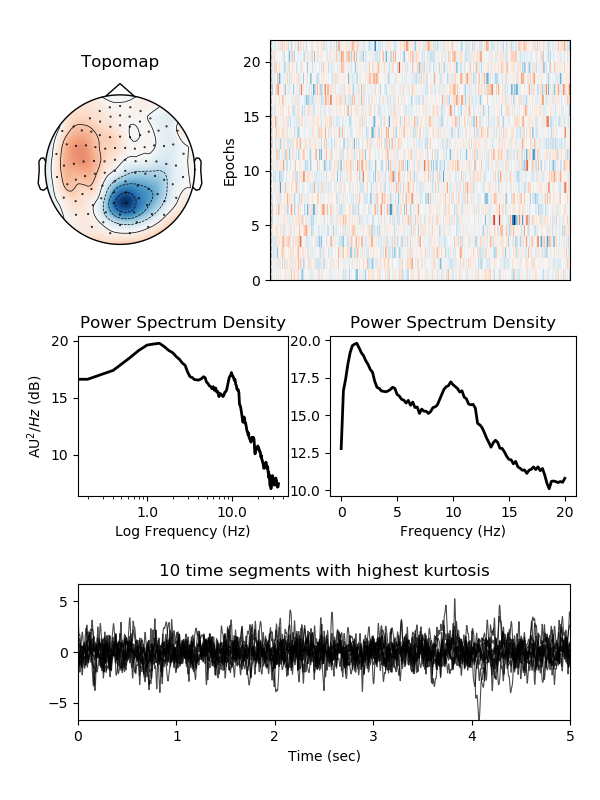 Topomap
Epochs
20
15
10
5
0
Power Spectrum Density
AU²/Hz (dB)
20
15
10
1.0 10.0
Log Frequency (Hz)
Power Spectrum Density
20.0
17.5
15.0
12.5
10.0
0 5 10 15 20
Frequency (Hz)
10 time segments with highest kurtosis
5
0
−5
0 1 2 3 4 5
Time (sec)